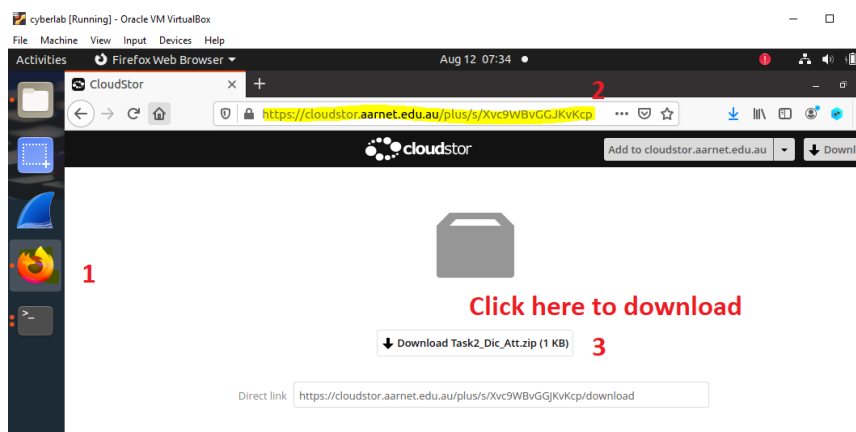 cyberlab [Running] - Oracle VM VirtualBox
File Machine View Input Devices Help
Activities Firefox Web Browser Aug 12 07:34
CloudStor
2
https://cloudstor.aarnet.edu.au/plus/s/Xvc9WBvGGJKvKcp
cloudstor Add to cloudstor.aarnet.edu.au Downl
1
Click here to download
Download Task2_Dic_Att.zip (1 KB) 3
Direct link https://cloudstor.aarnet.edu.au/plus/s/Xvc9WBvGGJKvKcp/download